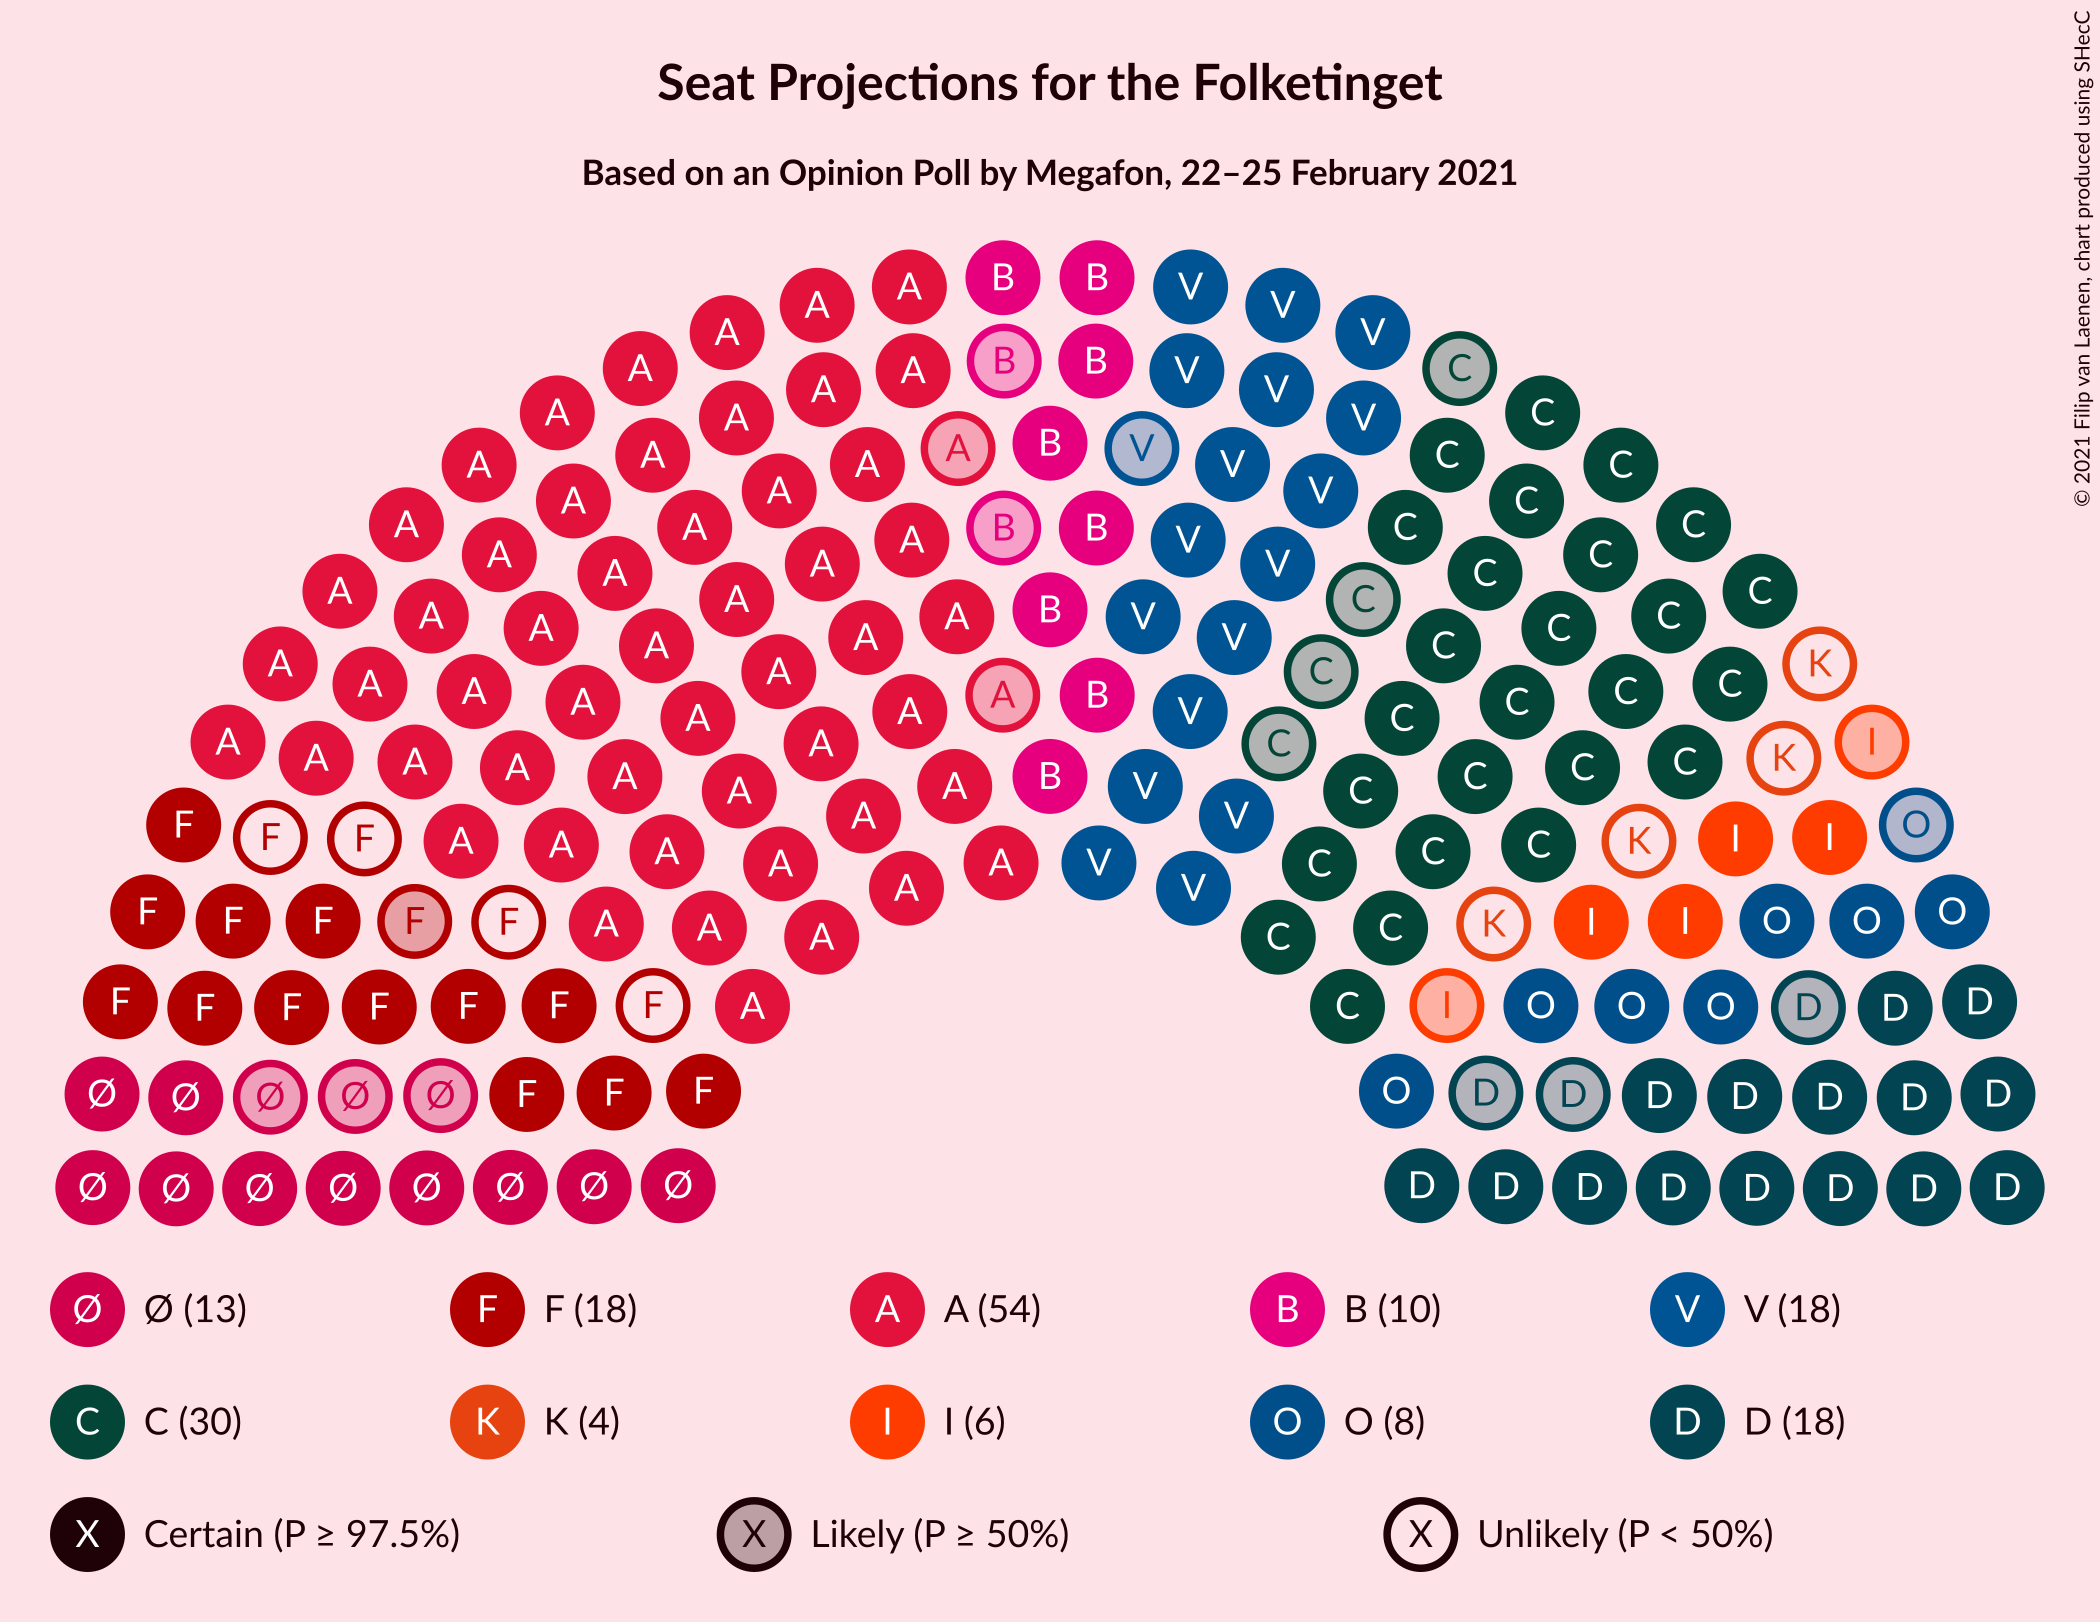 Seat Projections for the Folketinget
Based on an Opinion Poll by Megafon, 22–25 February 2021
© 2021 Filip van Laenen, chart produced using SHecC
B B
A V
A V
A V
A B B C
A V
A C
A V
A A B V C
A V
A C
A B B C
A V
A C
A A V C
A A B V C
A C
A A V C
A A C C
A B V C
A A C K
A A A B V C C
A A C C
A A V C
A A A C C I
A A V C K
A A A B V C C
A A V C
F A O
F F A A A A V C C C K I I
A V
F F F F F A A A C C K I I O O O
F F F F F F F A C I O O O D D D
Ø Ø Ø Ø Ø F F F O D D D D D D D
Ø Ø Ø Ø Ø Ø Ø Ø D D D D D D D D
Ø Ø (13) F F (18) A A (54) B B (10) V V (18)
C C (30) K K (4) I I (6) O O (8) D D (18)
X Certain (P ≥ 97.5%) X Likely (P ≥ 50%) X Unlikely (P < 50%)